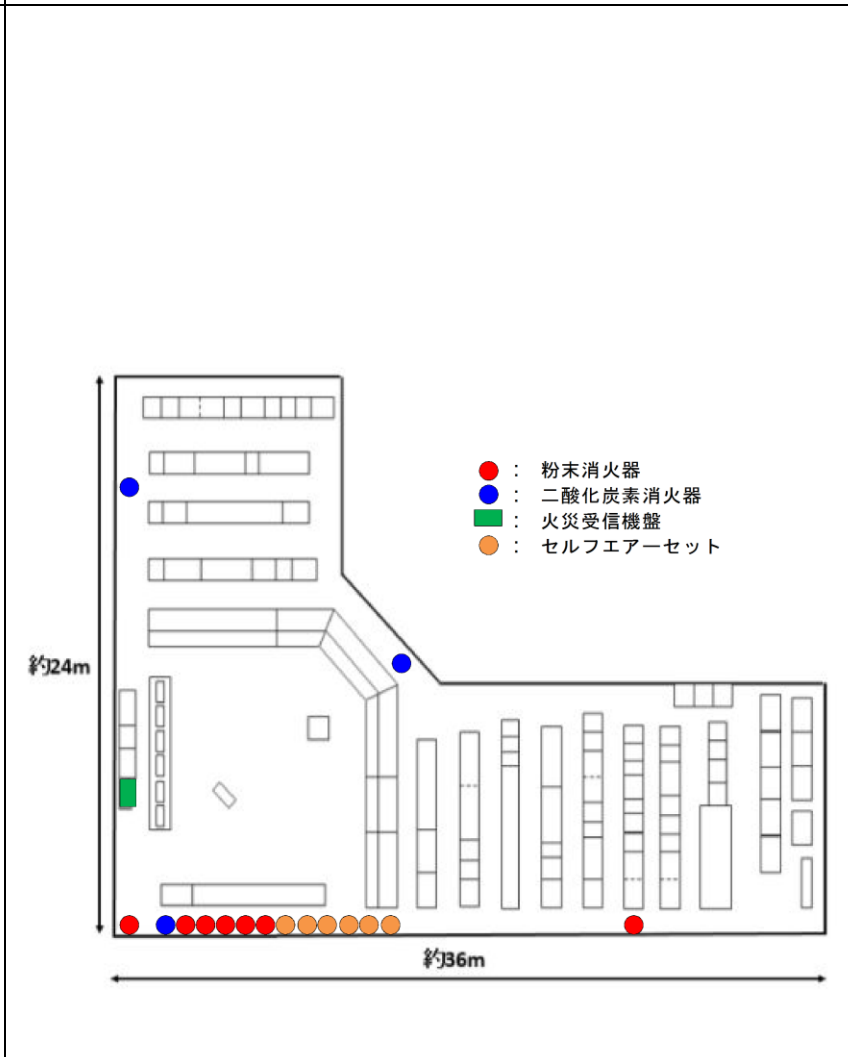 ： 粉末消火器
： 二酸化炭素消火器
： 火災受信機盤
： セルフエアーセット
約24m
約36m